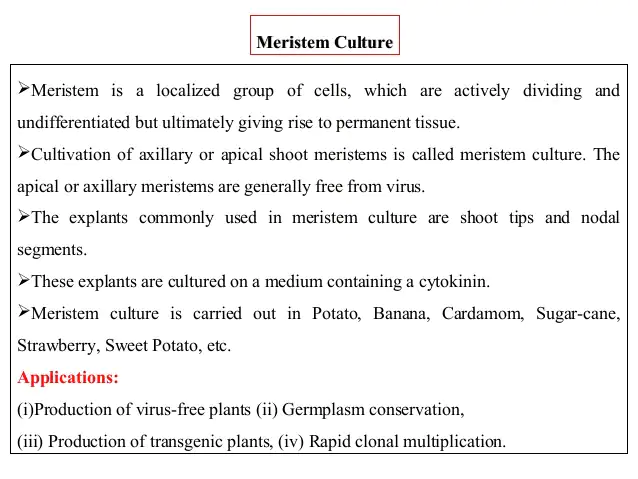 Meristem Culture
➢Meristem is a localized group of cells, which are actively dividing and
undifferentiated but ultimately giving rise to permanent tissue.
➢Cultivation of axillary or apical shoot meristems is called meristem culture. The
apical or axillary meristems are generally free from virus.
➢The explants commonly used in meristem culture are shoot tips and nodal
segments.
➢These explants are cultured on a medium containing a cytokinin.
➢Meristem culture is carried out in Potato, Banana, Cardamom, Sugar-cane,
Strawberry, Sweet Potato, etc.
Applications:
(i)Production of virus-free plants (ii) Germplasm conservation,
(iii) Production of transgenic plants, (iv) Rapid clonal multiplication.